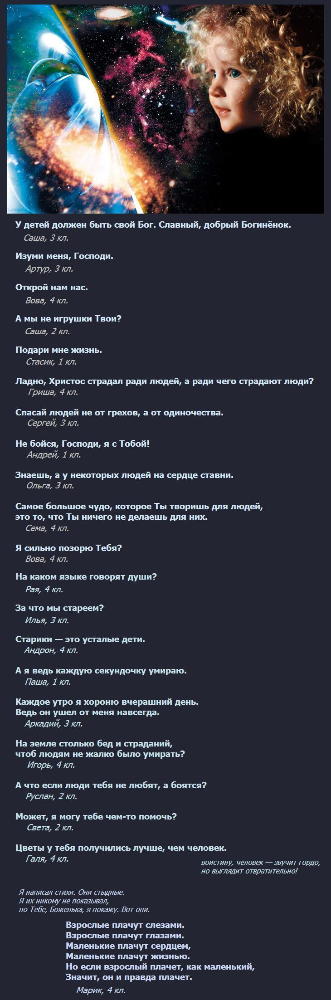 У детей должен быть свой Бог. Славный, добрый Богинёнок.
Саша, 3 кл.
Изуми меня, Господи.
Артур, 3 кл.
Открой нам нас.
Вова, 4 кл.
А мы не игрушки Твои?
Саша, 2 кл.
Подари мне жизнь.
Стасик, 1 кл.
Ладно, Христос страдал ради людей, а ради чего страдают люди?
Гриша, 4 кл.
Спасай людей не от грехов, а от одиночества.
Сергей, 3 кл.
Не бойся, Господи, я с Тобой!
Андрей, 1 кл.
Знаешь, а у некоторых людей на сердце ставни.
Ольга, 3 кл.
Самое большое чудо, которое Ты творишь для людей,
это то, что Ты ничего не делаешь для них.
Сема, 4 кл.
Я сильно позорю Тебя?
Вова, 4 кл.
На каком языке говорят души?
Рая, 4 кл.
За что мы стареем?
Илья, 3 кл.
Старики — это усталые дети.
Андрон, 4 кл.
А я ведь каждую секундочку умираю.
Паша, 1 кл.
Каждое утро я хороню вчерашний день.
Ведь он ушел от меня навсегда.
Аркадий, 3 кл.
На земле столько бед и страданий,
чтоб людям не жалко было умирать?
Игорь, 4 кл.
А что если люди тебя не любят, а боятся?
Руслан, 2 кл.
Может, я могу тебе чем-то помочь?
Света, 2 кл.
Цветы у тебя получились лучше, чем человек.
Галя, 4 кл.
воистину, человек — звучит гордо,
но выглядит отвратительно!
Я написал стихи. Они стыдные.
Я их никому не показывал,
но Тебе, Боженька, я покажу. Вот они.
Взрослые плачут слезами.
Взрослые плачут глазами.
Маленькие плачут сердцем,
Маленькие плачут жизнью.
Но если взрослый плачет, как маленький,
Значит, он и правда плачет.
Марик, 4 кл.